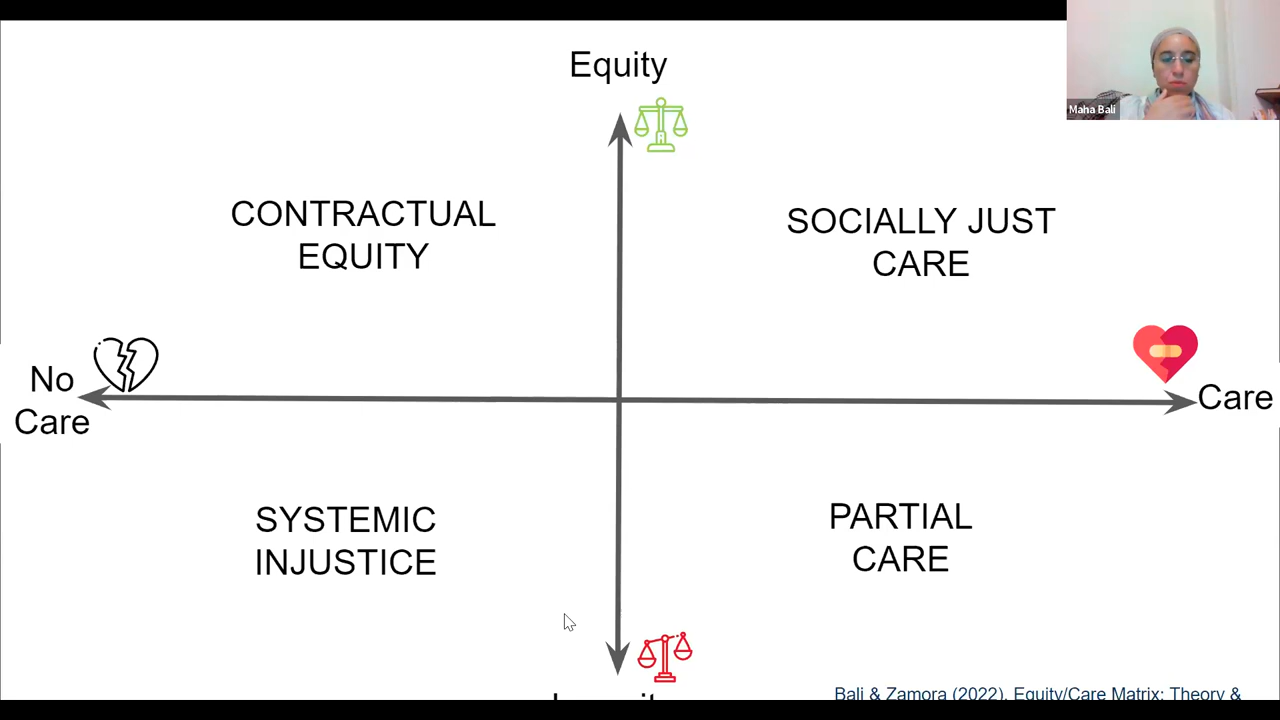 Equity
Maha Bali
CONTRACTUAL
EQUITY
SOCIALLY JUST
CARE
No
Care
Care
SYSTEMIC
INJUSTICE
PARTIAL
CARE
Bali & Zamora (2022). Equity/Care Matrix: Theory &